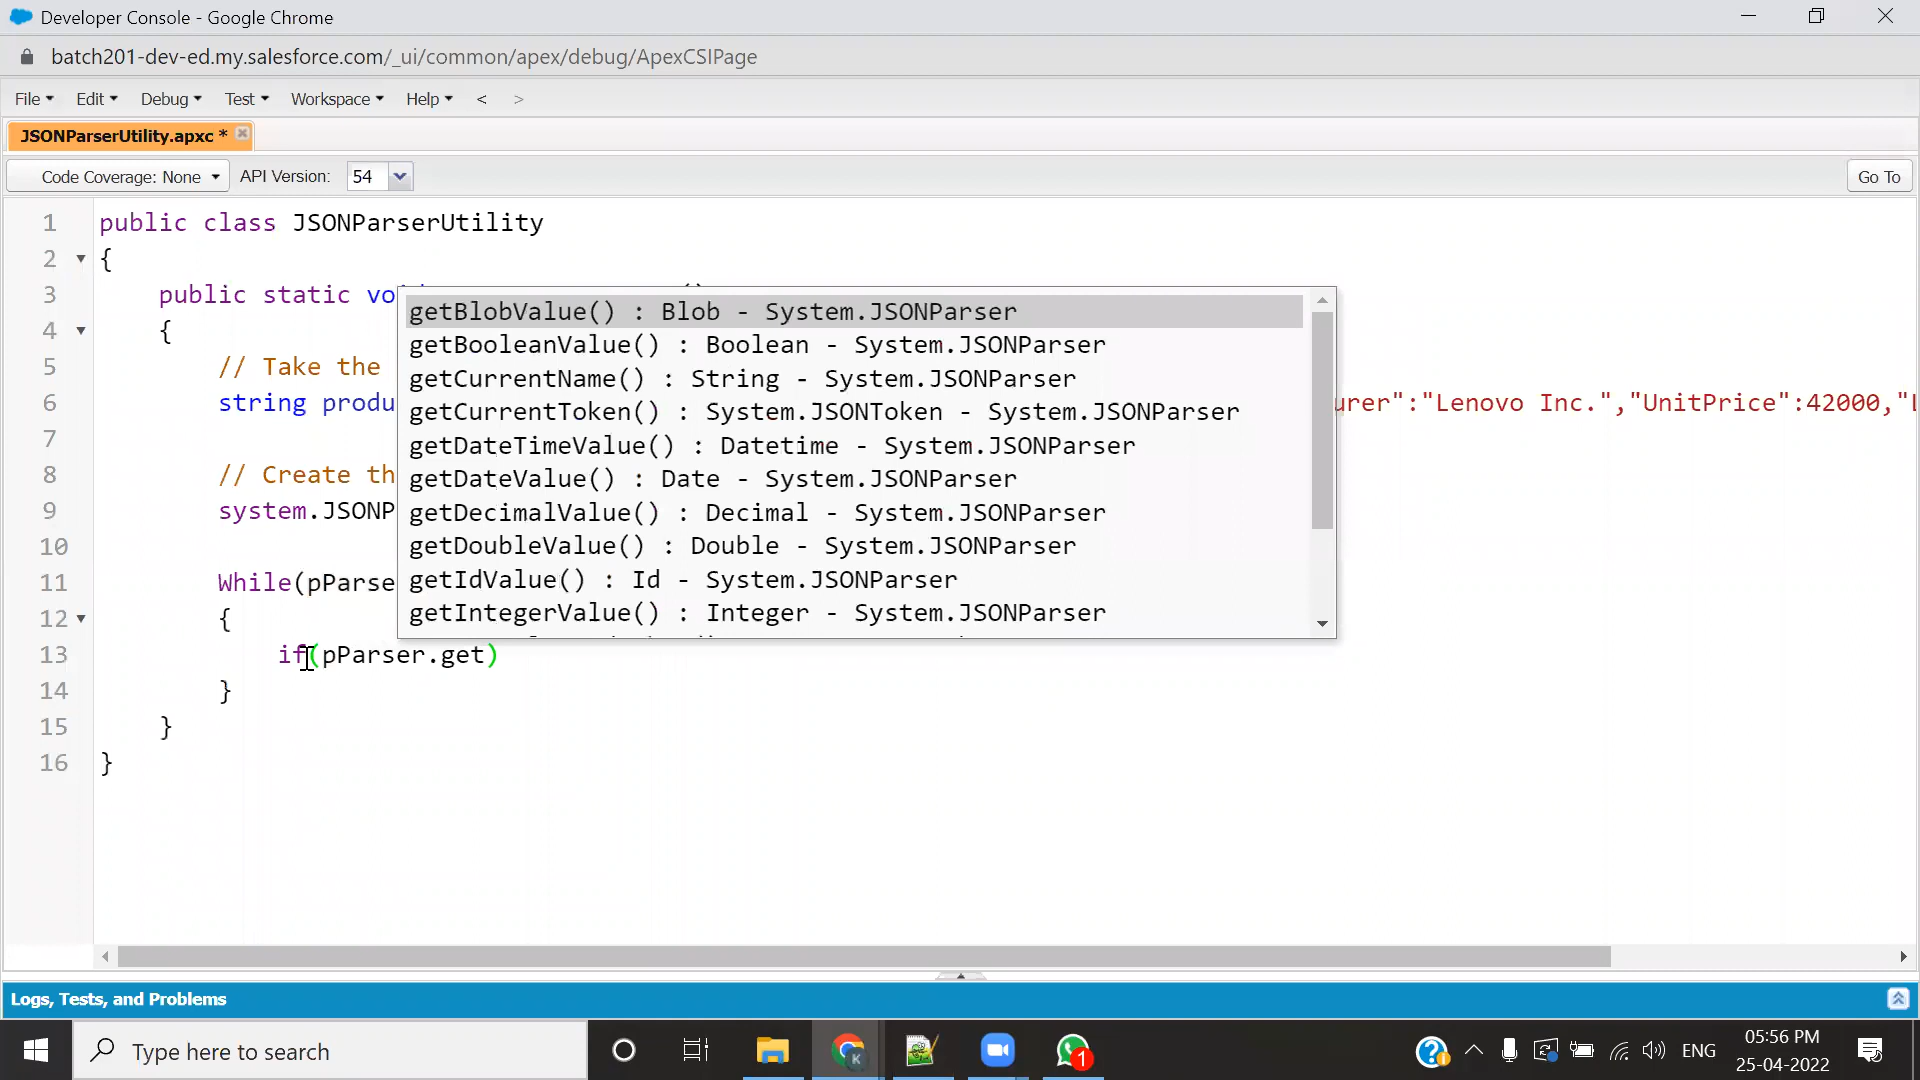 Developer Console - Google Chrome
batch201-dev-ed.my.salesforce.com/_ui/common/apex/debug/ApexCSIPage
File Edit Debug Test Workspace Help < >
JSONParserUtility.apxc *
Code Coverage: None API Version: 54 Go To
1 public class JSONParserUtility
2 {
3 public static
4 {
5 // Take the
6 string
7
8 // Create
9 system.
10
11 While(
12 {
13 if(pParser.get)
14 }
15 }
16 }
getBlobValue() : Blob - System.JSONParser
getBooleanValue() : Boolean - System.JSONParser
getCurrentName() : String - System.JSONParser
getCurrentToken() : System.JSONToken - System.JSONParser
getDateTimeValue() : Datetime - System.JSONParser
getDateValue() : Date - System.JSONParser
getDecimalValue() : Decimal - System.JSONParser
getDoubleValue() : Double - System.JSONParser
getIdValue() : Id - System.JSONParser
getIntegerValue() : Integer - System.JSONParser
":"Lenovo Inc.","UnitPrice":42000,"
Logs, Tests, and Problems
Type here to search
K
1
ENG
05:56 PM
25-04-2022